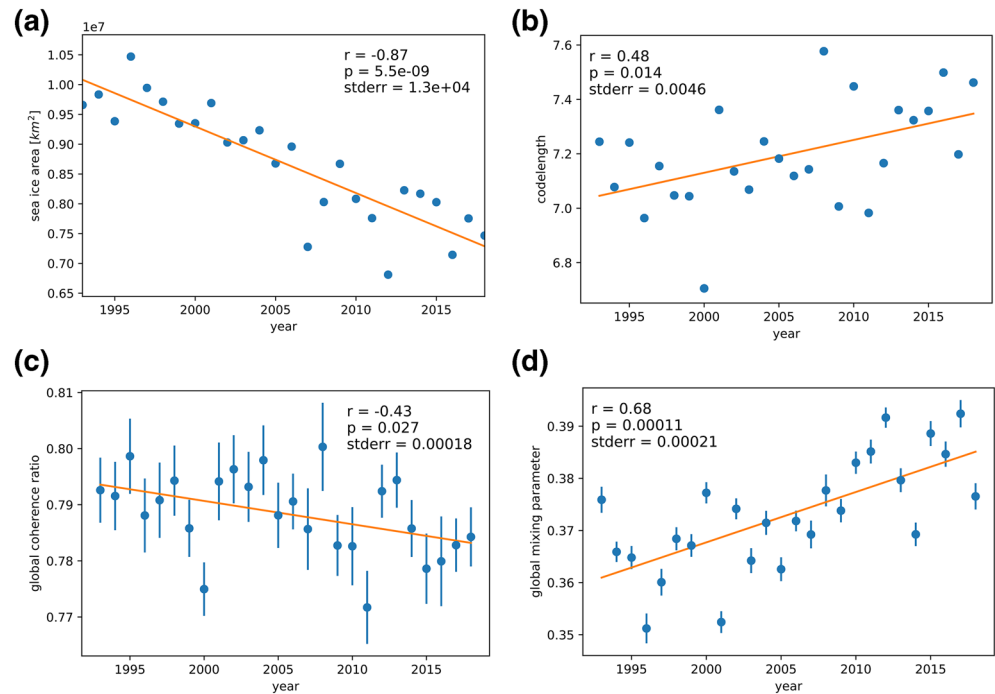 (a)
1e7
r = -0.87
p = 5.5e-09
stderr = 1.3e+04
1.05
1.00
0.95
0.90
0.85
0.80
0.75
0.70
0.65
sea ice area [km²]
1995 2000 2005 2010 2015
year
(b)
r = 0.48
p = 0.014
stderr = 0.0046
7.6
7.4
7.2
7.0
6.8
codelength
1995 2000 2005 2010 2015
year
(c)
r = -0.43
p = 0.027
stderr = 0.00018
0.81
0.80
0.79
0.78
0.77
global coherence ratio
1995 2000 2005 2010 2015
year
(d)
r = 0.68
p = 0.00011
stderr = 0.00021
0.39
0.38
0.37
0.36
0.35
global mixing parameter
1995 2000 2005 2010 2015
year